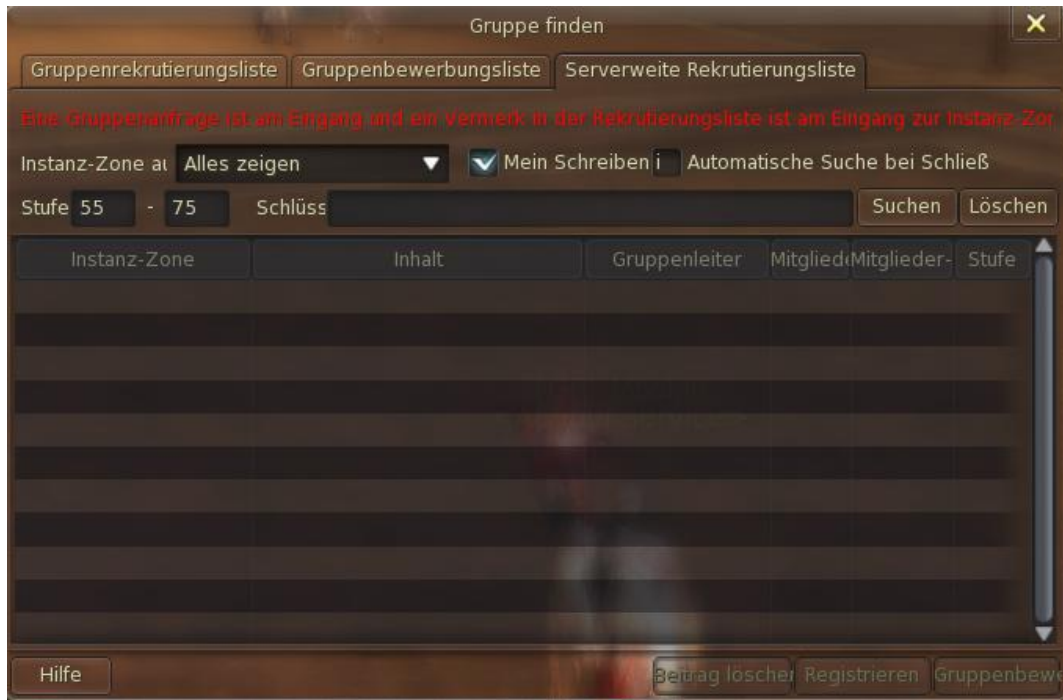 Gruppe finden
Gruppenrekrutierungsliste Gruppenbewerbungsliste Serverweite Rekrutierungsliste
Eine Gruppenanfrage ist am Eingang und ein Vermerk in der Rekrutierungsliste ist am Eingang zur Instanz-Zon
Instanz-Zone au Alles zeigen Mein Schreiben i Automatische Suche bei Schließ
Stufe 55 - 75 Schlüss Suchen Löschen
Instanz-Zone Inhalt Gruppenleiter Mitgliede Mitglieder- Stufe
Hilfe Beitrag löschen Registrieren Gruppenbew